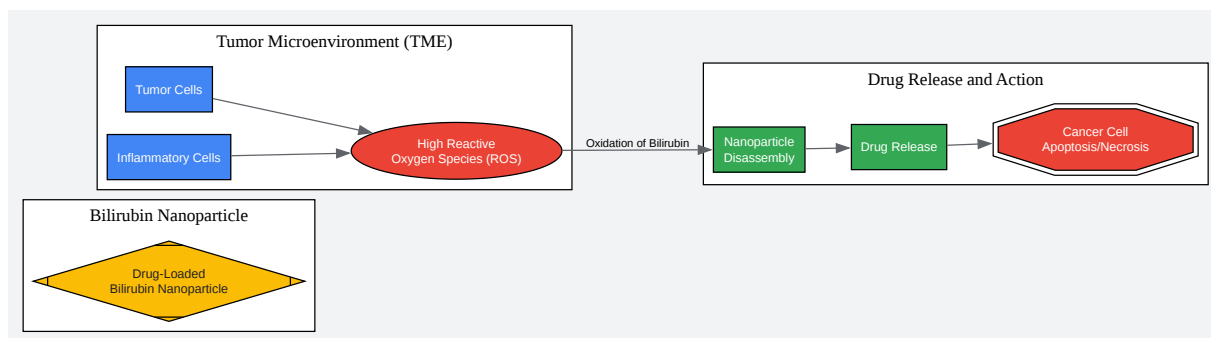 Tumor Microenvironment (TME)
Tumor Cells
Inflammatory Cells
High Reactive
Oxygen Species (ROS)
Oxidation of Bilirubin
Drug Release and Action
Nanoparticle
Disassembly
Drug Release
Cancer Cell
Apoptosis/Necrosis
Bilirubin Nanoparticle
Drug-Loaded
Bilirubin Nanoparticle